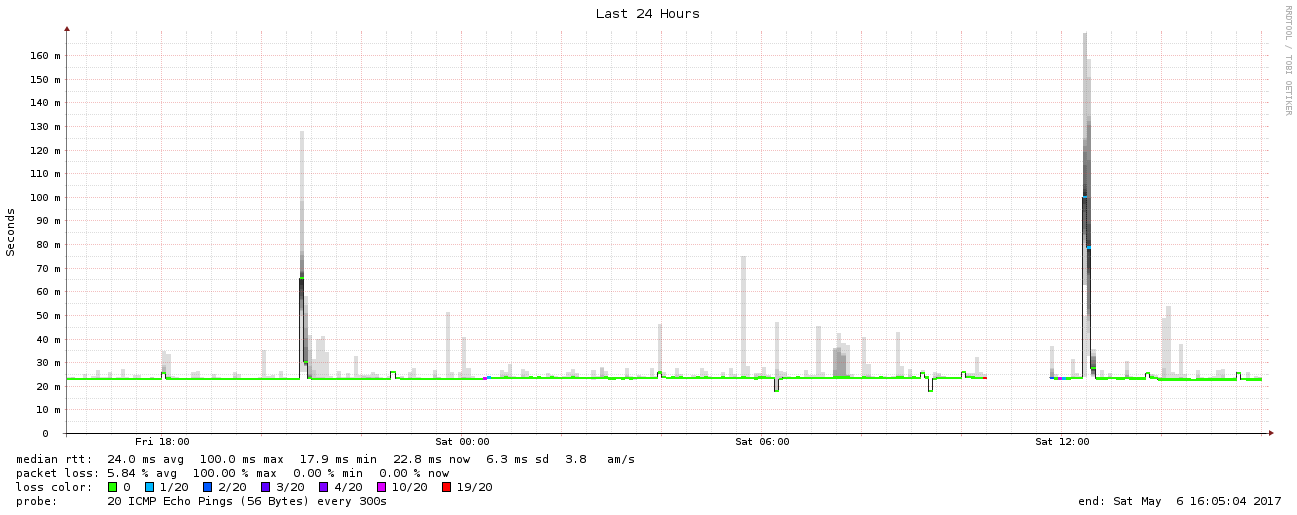 Last 24 Hours
RRDTOOL / TOBI OETIKER
Seconds
160 m
150 m
140 m
130 m
120 m
110 m
100 m
90 m
80 m
70 m
60 m
50 m
40 m
30 m
20 m
10 m
0
Fri 18:00 Sat 00:00 Sat 06:00 Sat 12:00
median rtt: 24.0 ms avg 100.0 ms max 17.9 ms min 22.8 ms now 6.3 ms sd 3.8 am/s
packet loss: 5.84 % avg 100.00 % max 0.00 % min 0.00 % now
loss color: 0 1/20 2/20 3/20 4/20 10/20 19/20
probe: 20 ICMP Echo Pings (56 Bytes) every 300s end: Sat May 6 16:05:04 2017